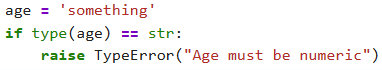 age = 'something'
if type(age) == str:
    raise TypeError("Age must be numeric")